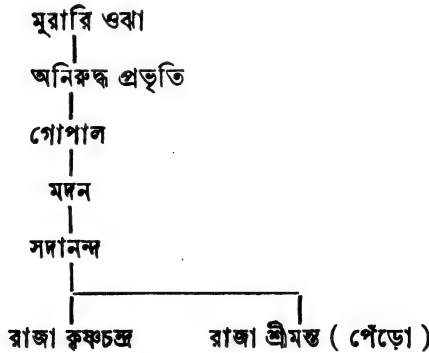 মুরারি ওঝা
অনিরুদ্ধ প্রভৃতি
গোপাল
মদন
সদানন্দ
রাজা কৃষ্ণচন্দ্র রাজা শ্রীমন্ত ( পেঁড়ো )